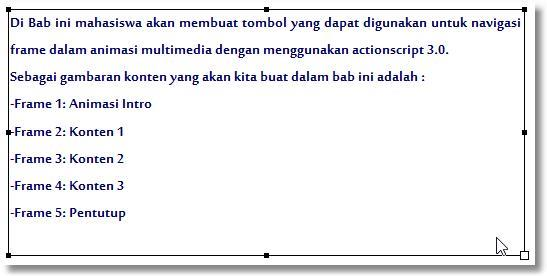 Di Bab ini mahasiswa akan membuat tombol yang dapat digunakan untuk navigasi
frame dalam animasi multimedia dengan menggunakan actionscript 3.0.
Sebagai gambaran konten yang akan kita buat dalam bab ini adalah :
-Frame 1: Animasi Intro
-Frame 2: Konten 1
-Frame 3: Konten 2
-Frame 4: Konten 3
-Frame 5: Pentutup